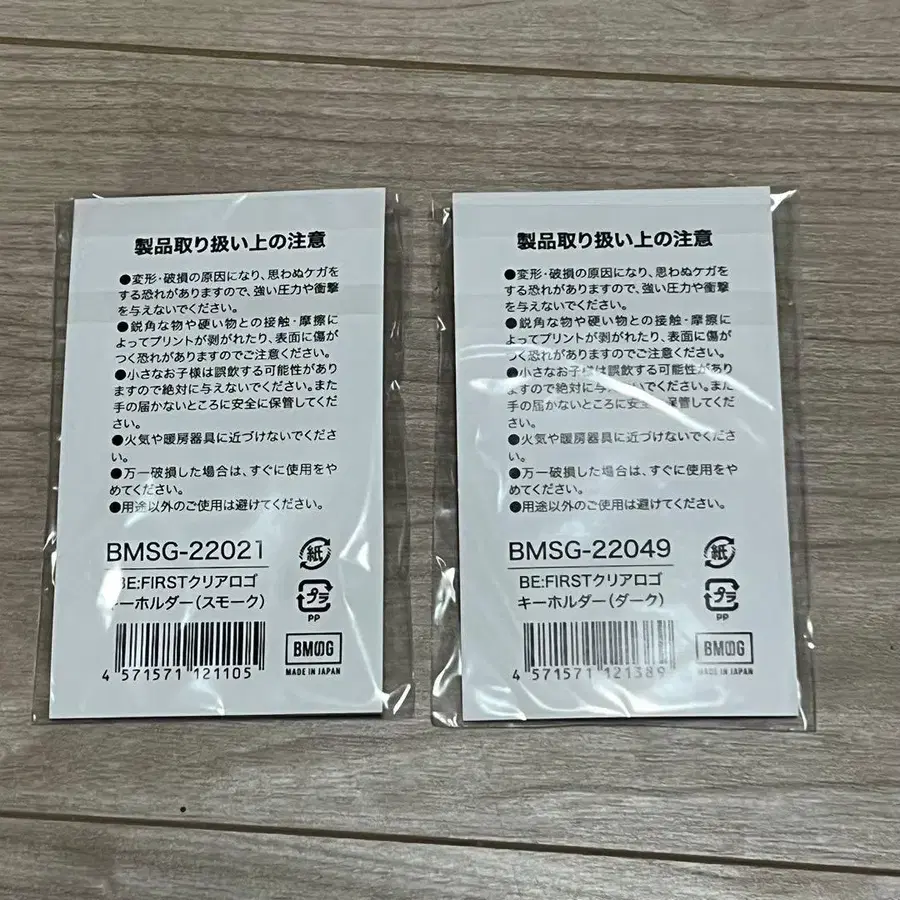 製品取り扱い上の注意
●変形・破損の原因になり、思わぬケガを
する恐れがありますので、強い圧力や衝撃
を与えないでください。
●鋭角な物や硬い物との接触・摩擦に
よってプリントが剥がれたり、表面に傷が
つく恐れがありますのでご注意ください。
●小さなお子様は誤飲する可能性があり
ますので絶対に与えないでください。また
手の届かないところに安全に保管してくだ
さい。
●火気や暖房器具に近づけないでくださ
い。
●万一破損した場合は、すぐに使用をや
めてください。
●用途以外のご使用は避けてください。
BMSG-22021
BE:FIRSTクリアロゴ
キーホルダー(スモーク)
紙
プラ
PP
4 571571 121105
BMSG
MADE IN JAPAN
製品取り扱い上の注意
●変形・破損の原因になり、思わぬケガを
する恐れがありますので、強い圧力や衝撃
を与えないでください。
●鋭角な物や硬い物との接触・摩擦に
よってプリントが剥がれたり、表面に傷が
つく恐れがありますのでご注意ください。
●小さなお子様は誤飲する可能性があり
ますので絶対に与えないでください。また
手の届かないところに安全に保管してくだ
さい。
●火気や暖房器具に近づけないでくださ
い。
●万一破損した場合は、すぐに使用をや
めてください。
●用途以外のご使用は避けてください。
BMSG-22049
BE:FIRSTクリアロゴ
キーホルダー(ダーク)
紙
プラ
PP
4 571571 121389
BMSG
MADE IN JAPAN